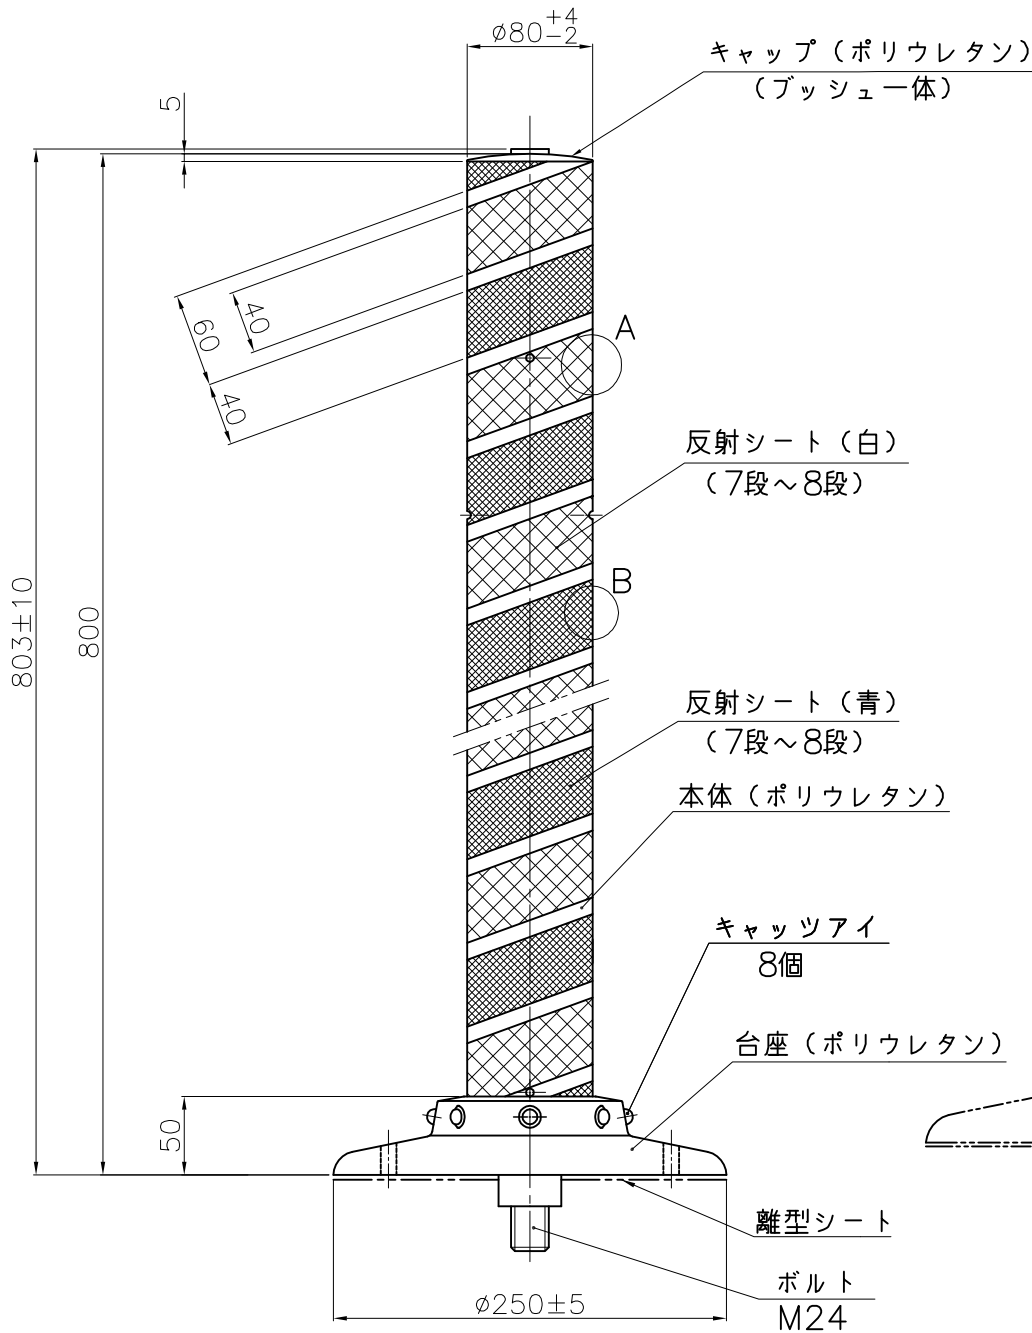 ⌀80+4-2
キャップ（ポリウレタン）
（ブッシュ一体）
5
40
60
40
A
反射シート（白）
（7段～8段）
B
803±10
800
反射シート（青）
（7段～8段）
本体（ポリウレタン）
キャッツアイ
8個
台座（ポリウレタン）
50
離型シート
ボルト
M24
⌀250±5